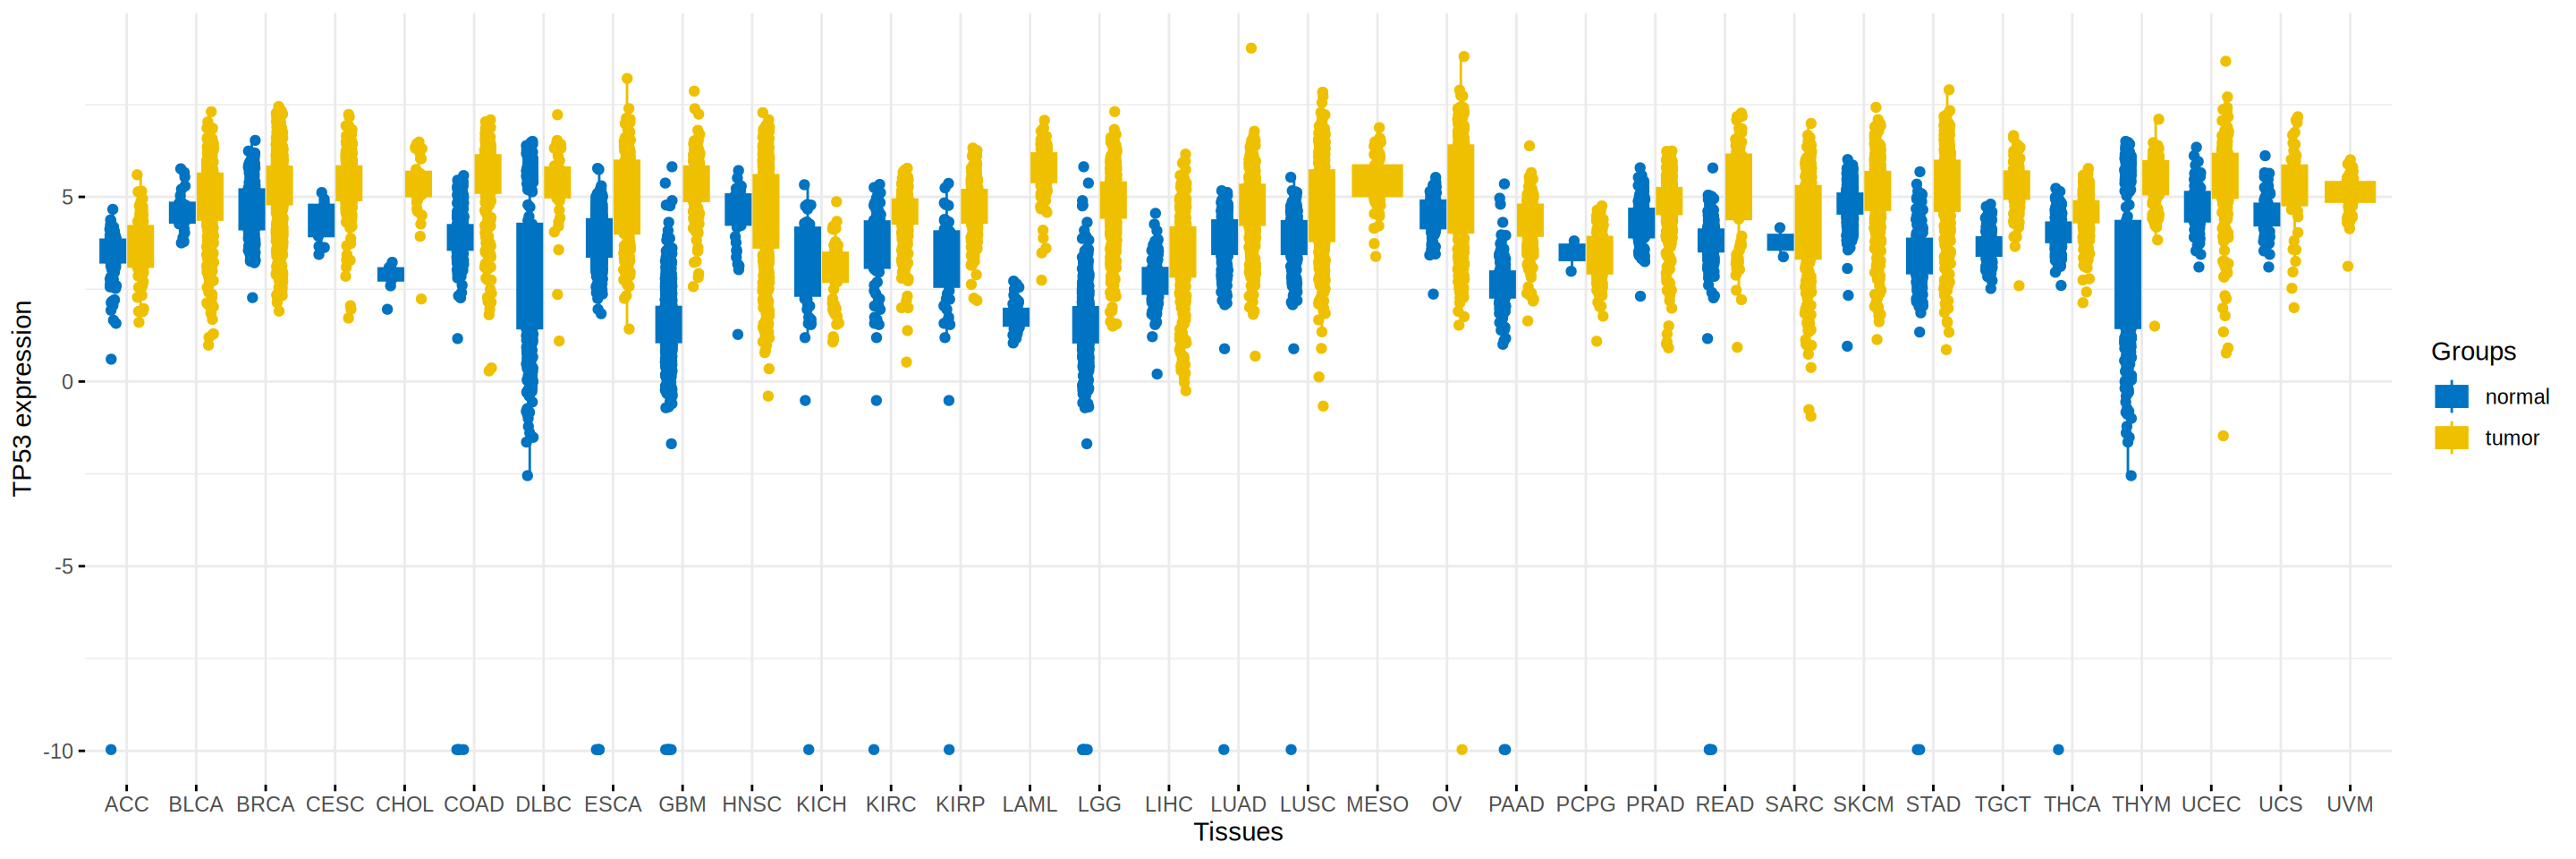 TP53 expression
5
0
-5
-10
ACC BLCA BRCA CESC CHOL COAD DLBC ESCA GBM HNSC KICH KIRC KIRP LAML LGG LIHC LUAD LUSC MESO OV PAAD PCPG PRAD READ SARC SKCM STAD TGCT THCA THYM UCEC UCS UVM
Tissues
Groups
normal
tumor